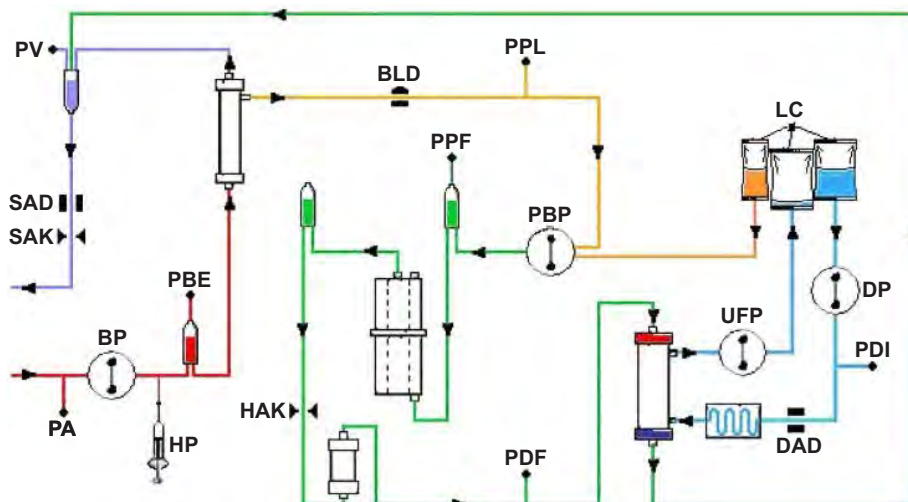 PV
PPL
BLD
LC
PPF
SAD
SAK
PBP
PBE
DP
UFP
BP
PDI
HAK
PA
HP
DAD
PDF